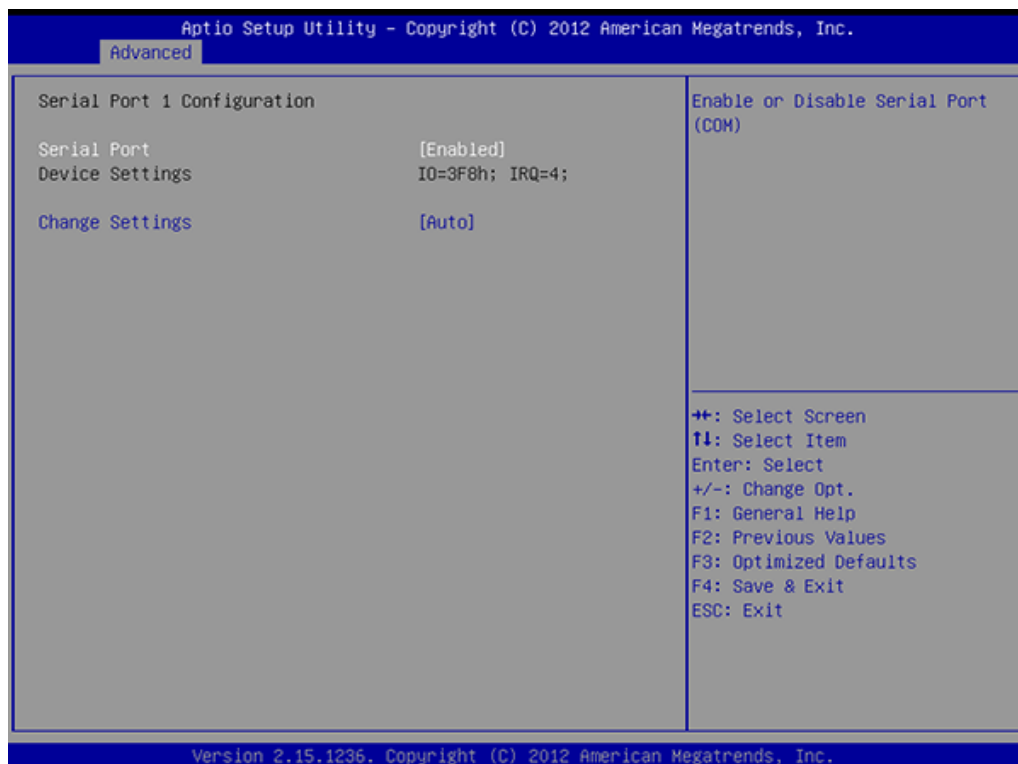 Aptio Setup Utility – Copyright (C) 2012 American Megatrends, Inc.
Advanced
Serial Port 1 Configuration
Serial Port [Enabled]
Device Settings IO=3F8h; IRQ=4;
Change Settings [Auto]
Enable or Disable Serial Port
(COM)
→←: Select Screen
↑↓: Select Item
Enter: Select
+/-: Change Opt.
F1: General Help
F2: Previous Values
F3: Optimized Defaults
F4: Save & Exit
ESC: Exit
Version 2.15.1236. Copyright (C) 2012 American Megatrends, Inc.